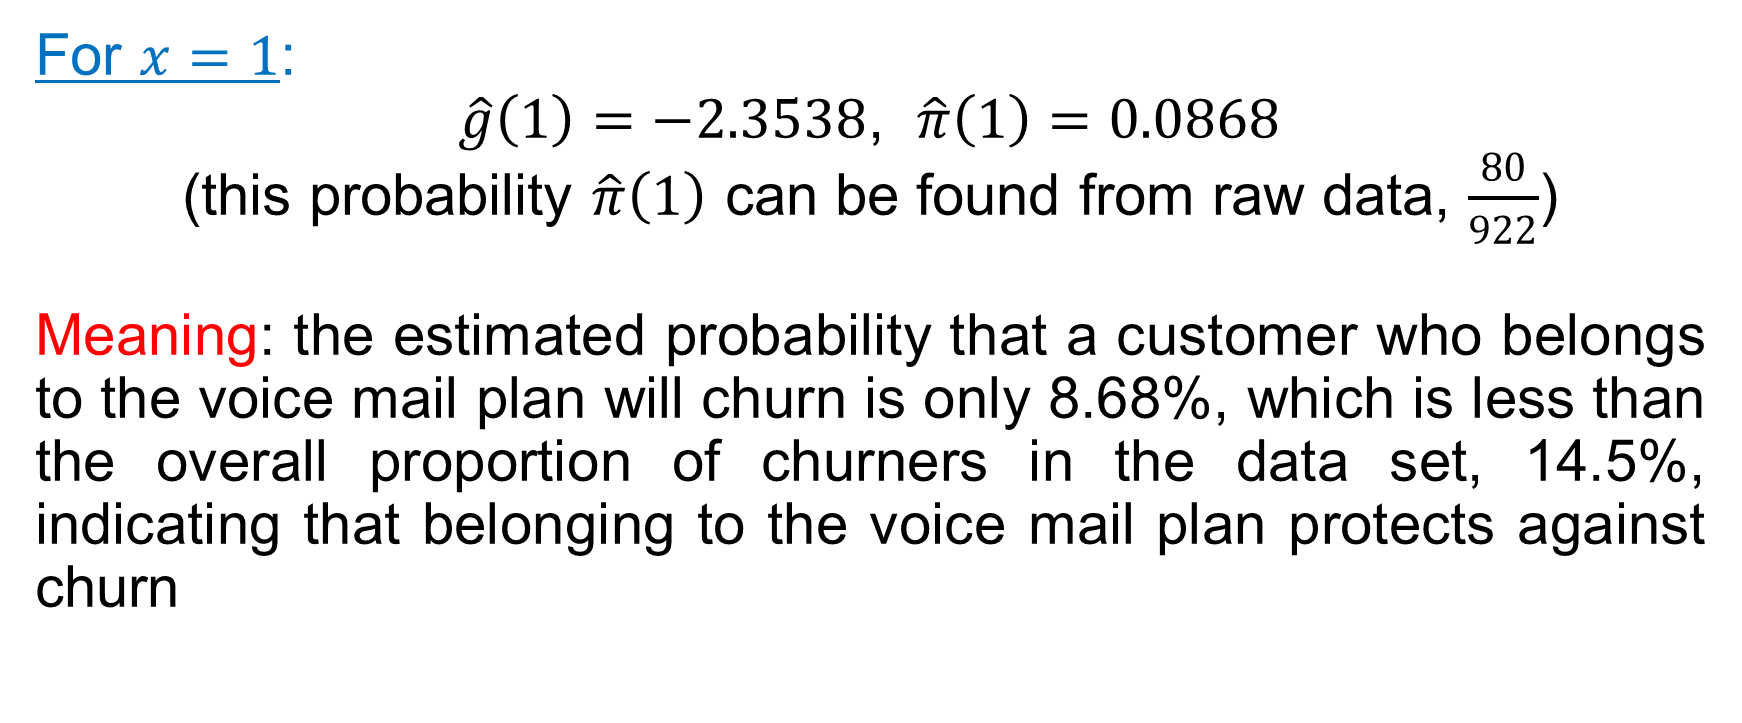 For x = 1:
ĝ(1) = −2.3538, π̂(1) = 0.0868
(this probability π̂(1) can be found from raw data, 80/922)
Meaning: the estimated probability that a customer who belongs
to the voice mail plan will churn is only 8.68%, which is less than
the overall proportion of churners in the data set, 14.5%,
indicating that belonging to the voice mail plan protects against
churn